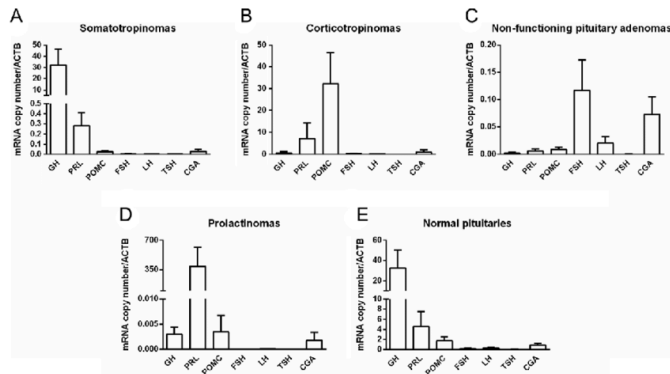 A
Somatotropinomas
mRNA copy number/ACTB
50
40
30
20
10
0.5
0.4
0.3
0.2
0.1
0.0
GH PRL POMC FSH LH TSH CGA
B
Corticotropinomas
mRNA copy number/ACTB
50
40
30
20
10
0
GH PRL POMC FSH LH TSH CGA
C
Non-functioning pituitary adenomas
mRNA copy number/ACTB
0.20
0.15
0.10
0.05
0.00
GH PRL POMC FSH LH TSH CGA
D
Prolactinomas
mRNA copy number/ACTB
700
350
0.010
0.005
0.000
GH PRL POMC FSH LH TSH CGA
E
Normal pituitaries
mRNA copy number/ACTB
60
40
20
8
6
4
2
0
GH PRL POMC FSH LH TSH CGA